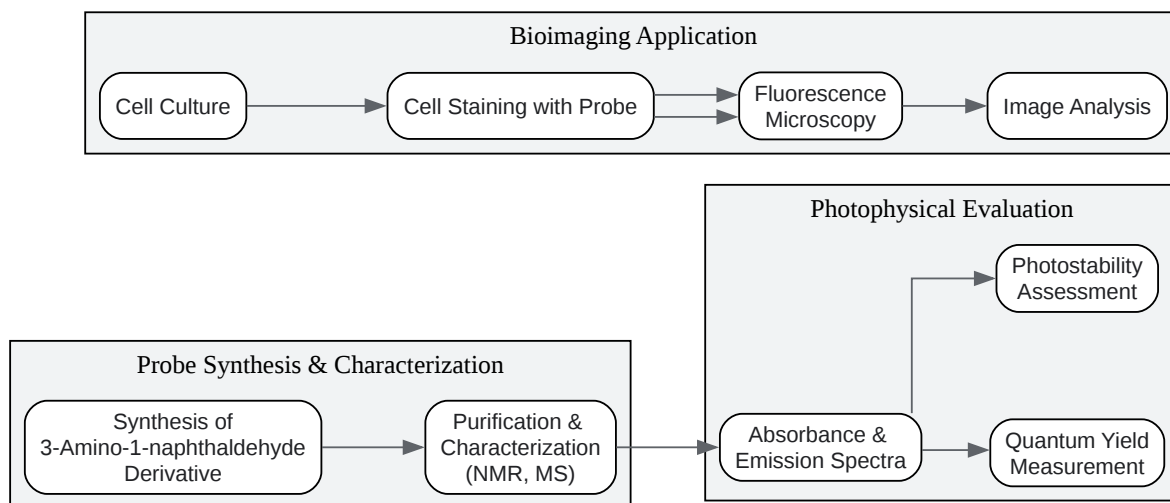 Bioimaging Application
Cell Culture
Cell Staining with Probe
Fluorescence
Microscopy
Image Analysis
Photophysical Evaluation
Photostability
Assessment
Probe Synthesis & Characterization
Synthesis of
3-Amino-1-naphthaldehyde
Derivative
Purification &
Characterization
(NMR, MS)
Absorbance &
Emission Spectra
Quantum Yield
Measurement